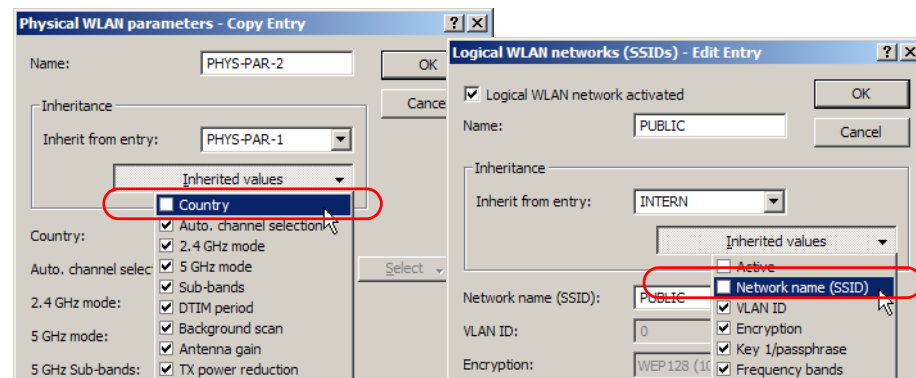 Physical WLAN parameters - Copy Entry
Name: PHYS-PAR-2 OK
Inheritance
Inherit from entry: PHYS-PAR-1
Inherited values
Country
Auto. channel selection
2.4 GHz mode
5 GHz mode
Sub-bands
DTIM period
Background scan
Antenna gain
TX power reduction
Cance
Country:
Auto. channel selec
Select
2.4 GHz mode:
5 GHz mode:
5 GHz Sub-bands:
Logical WLAN networks (SSIDs) - Edit Entry
Logical WLAN network activated OK
Name: PUBLIC Cancel
Inheritance
Inherit from entry: INTERN
Inherited values
Active
Network name (SSID)
VLAN ID
Encryption
Key 1/passphrase
Frequency bands
Network name (SSID): PUBLIC
VLAN ID: 0
Encryption: WEP128 (10